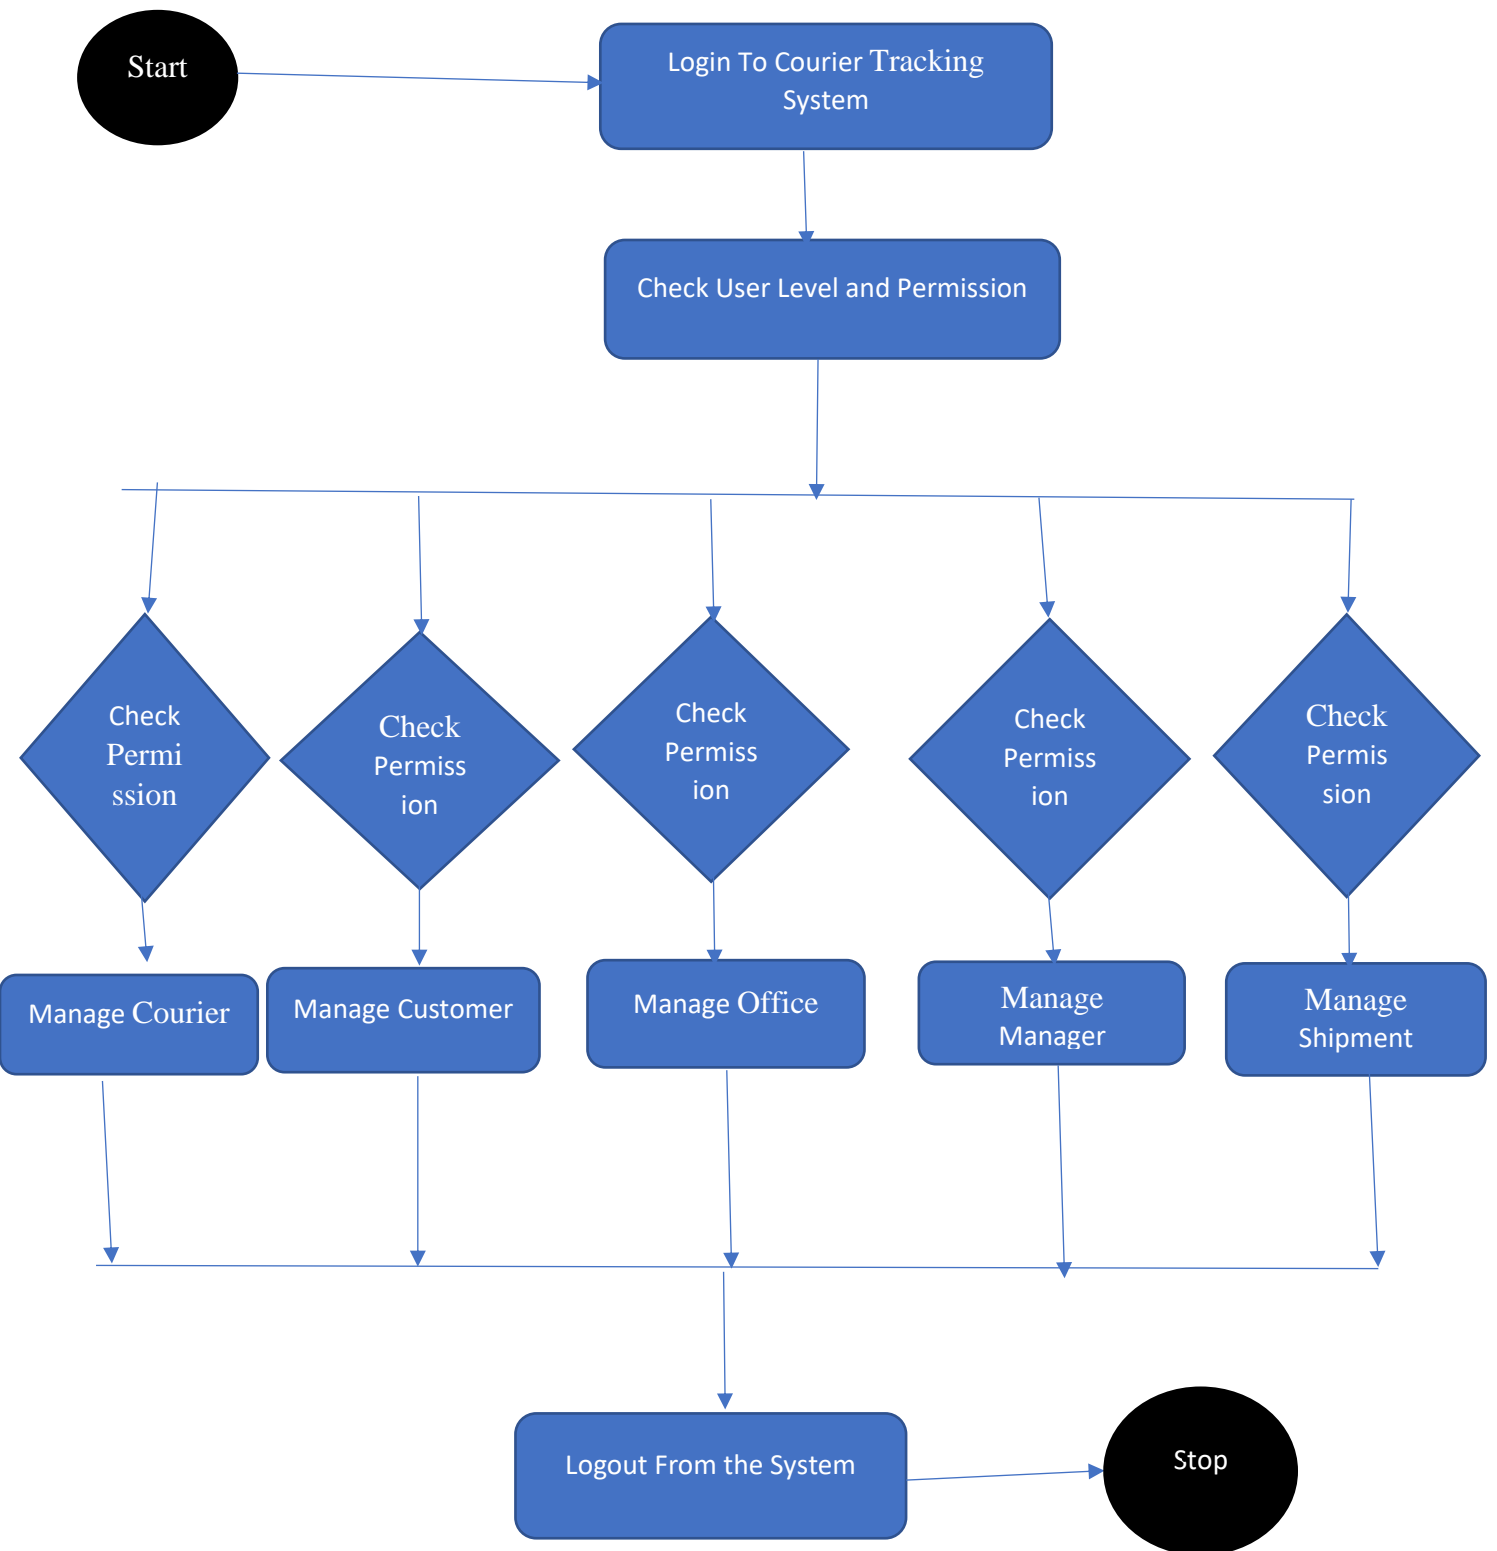 Start
Login To Courier Tracking
System
Check User Level and Permission
Check
Permi
ssion
Check
Permiss
ion
Check
Permiss
ion
Check
Permiss
ion
Check
Permis
sion
Manage Courier
Manage Customer
Manage Office
Manage
Manager
Manage
Shipment
Logout From the System
Stop